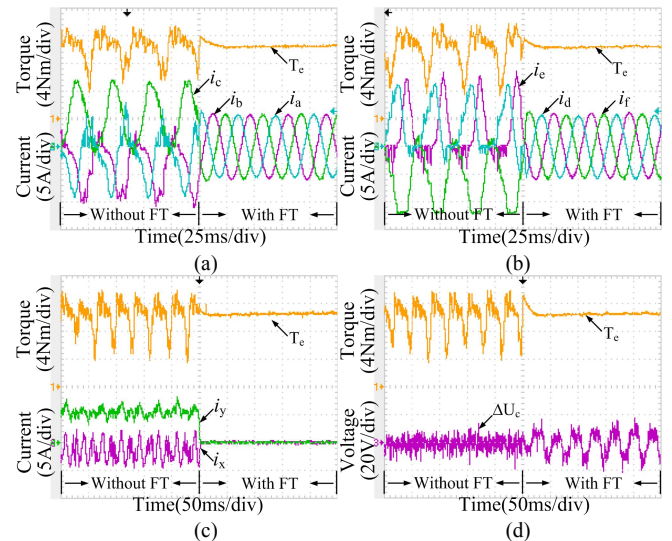 Torque
(4Nm/div)
Current
(5A/div)
Te
ic
ib
ia
Without FT
With FT
Time(25ms/div)
(a)
Torque
(4Nm/div)
Current
(5A/div)
Te
ie
id
if
Without FT
With FT
Time(25ms/div)
(b)
Torque
(4Nm/div)
Current
(5A/div)
Te
iy
ix
Without FT
With FT
Time(50ms/div)
(c)
Torque
(4Nm/div)
Voltage
(20V/div)
Te
ΔUc
Without FT
With FT
Time(50ms/div)
(d)